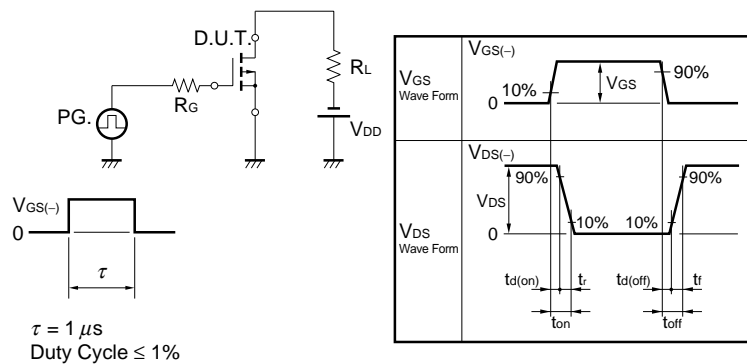 D.U.T.
RL
RG
PG.
VDD
VGS(−)
0
τ
τ = 1 μs
Duty Cycle ≤ 1%
VGS
Wave Form
VGS(−)
10%
90%
VGS
0
VDS
Wave Form
VDS(−)
90%
90%
VDS
10%
10%
0
td(on)
tr
td(off)
tf
ton
toff